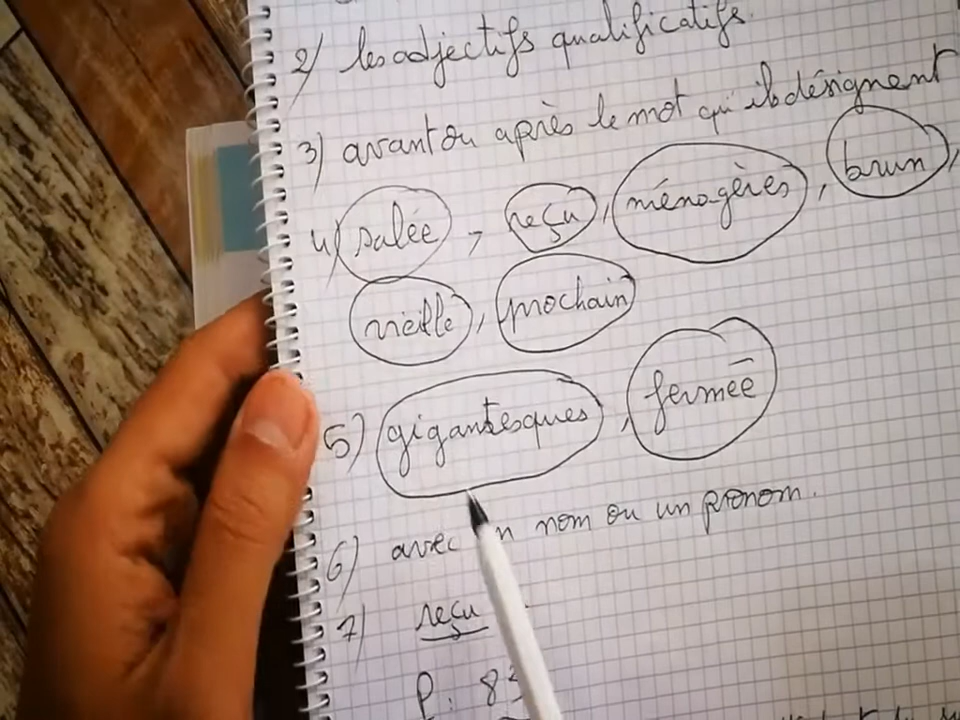 2) les adjectifs qualificatifs.
3) avant ou après le mot qu'ils désignent
4) salée, reçu, ménagères, brun,
vieille, prochain
5) gigantesques, fermée
6) avec un nom ou un pronom.
7) reçu
P. 83